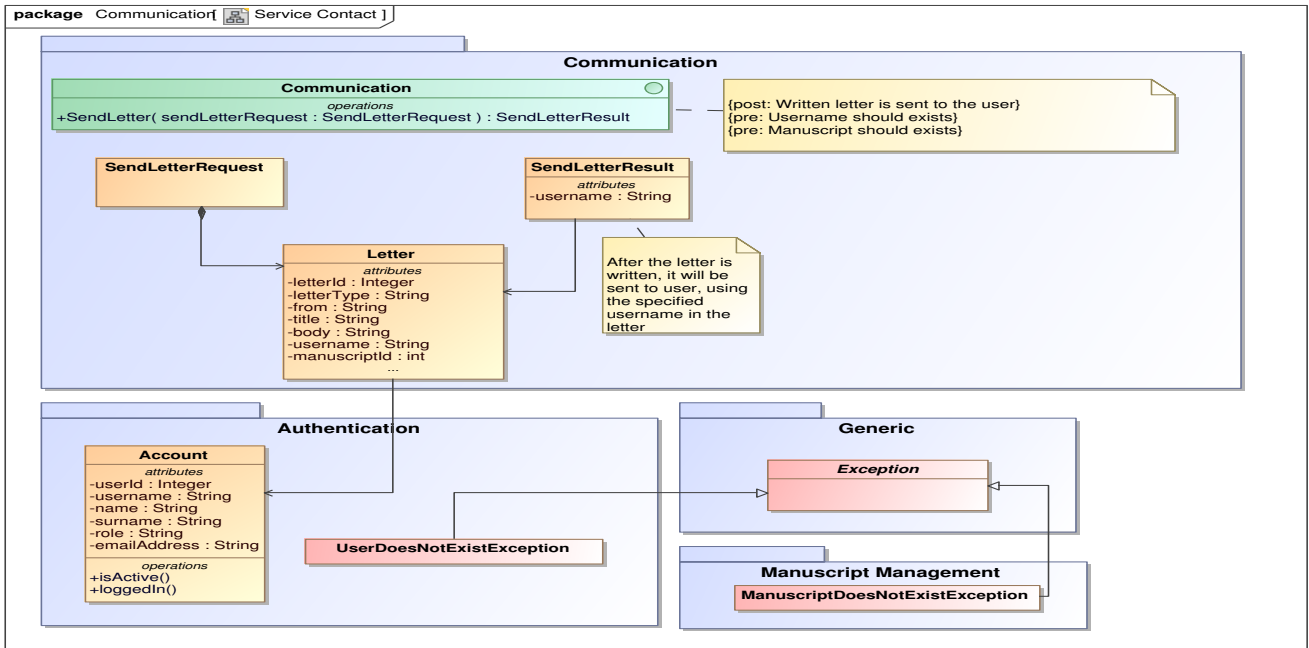 package Communication[ Service Contact ]
Communication
Communication
operations
+SendLetter( sendLetterRequest : SendLetterRequest ) : SendLetterResult
{post: Written letter is sent to the user}
{pre: Username should exists}
{pre: Manuscript should exists}
SendLetterRequest
SendLetterResult
attributes
-username : String
Letter
attributes
-letterId : Integer
-letterType : String
-from : String
-title : String
-body : String
-username : String
-manuscriptId : int
...
After the letter is
written, it will be
sent to user, using
the specified
username in the
letter
Authentication
Account
attributes
-userId : Integer
-username : String
-name : String
-surname : String
-role : String
-emailAddress : String
operations
+isActive()
+loggedIn()
UserDoesNotExistException
Generic
Exception
Manuscript Management
ManuscriptDoesNotExistException